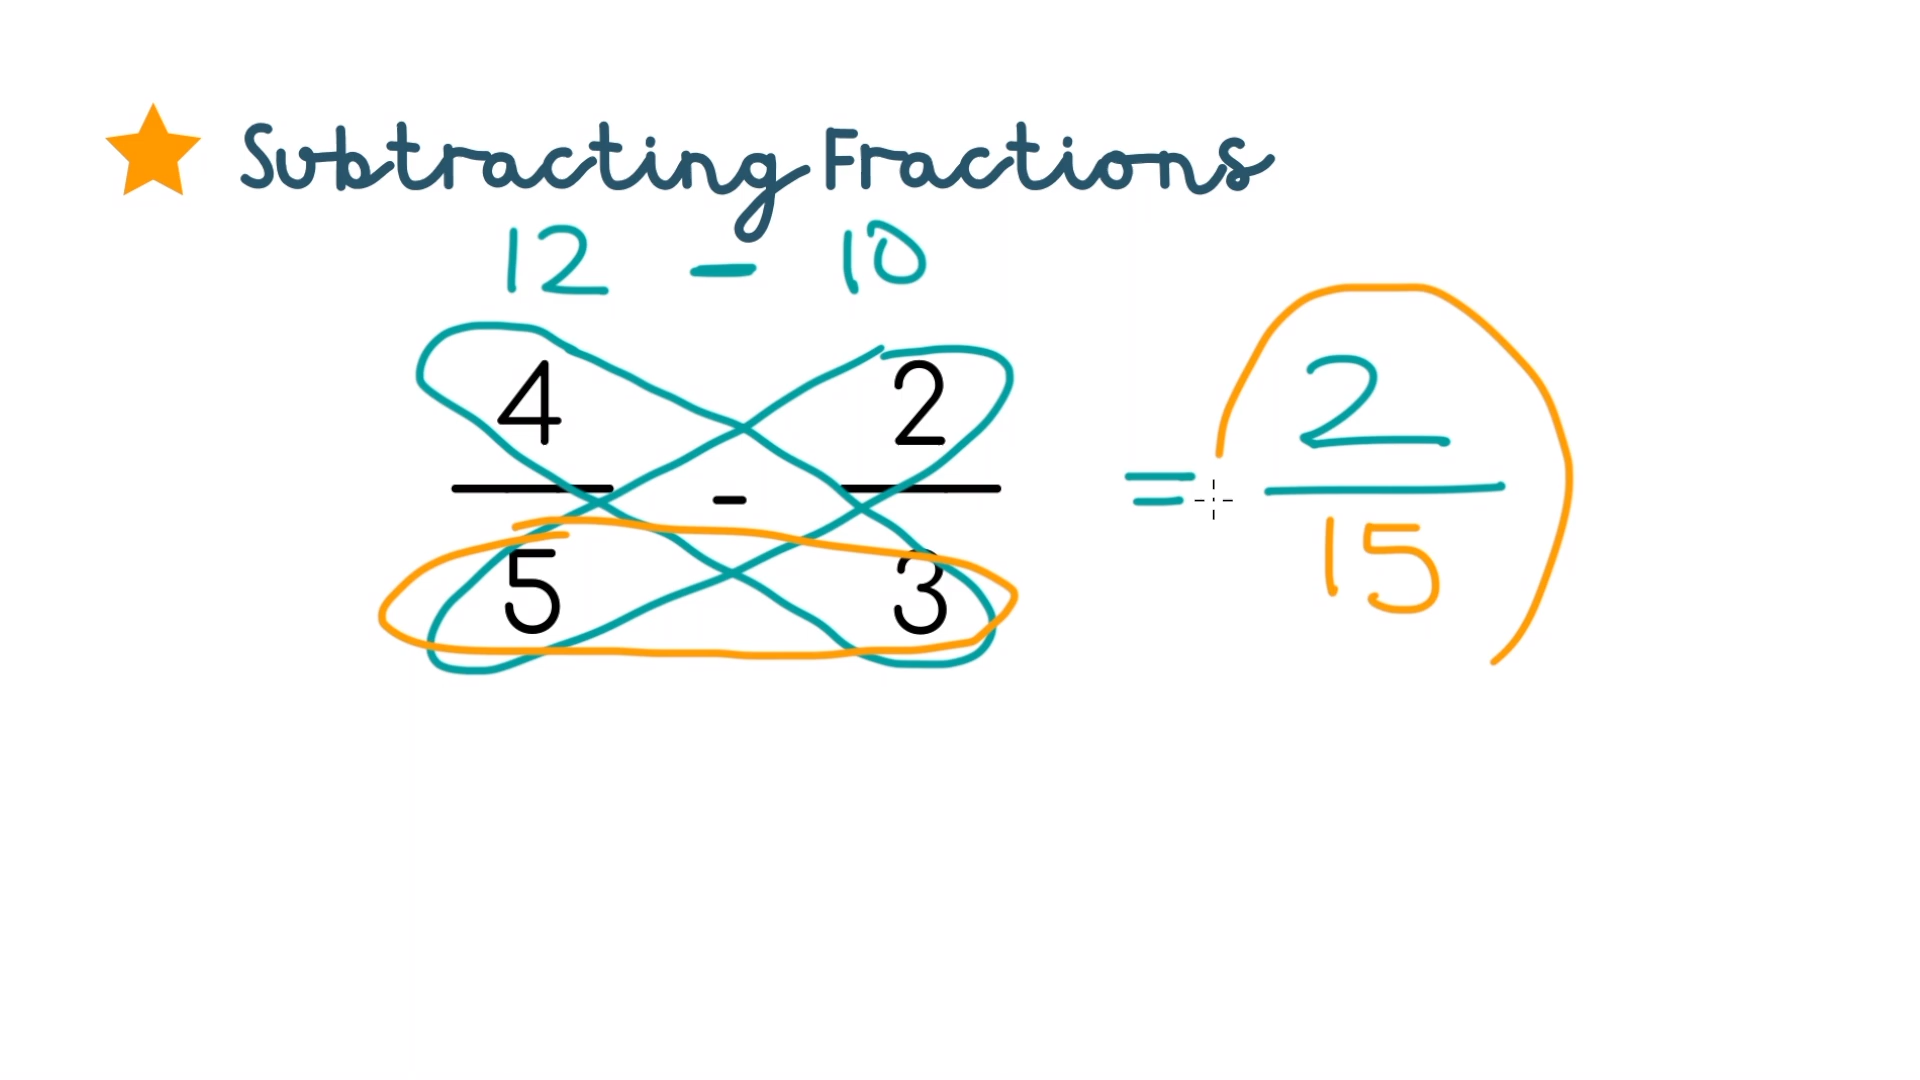 Subtracting Fractions
12 - 10
4 2 2
- =
5 3 15